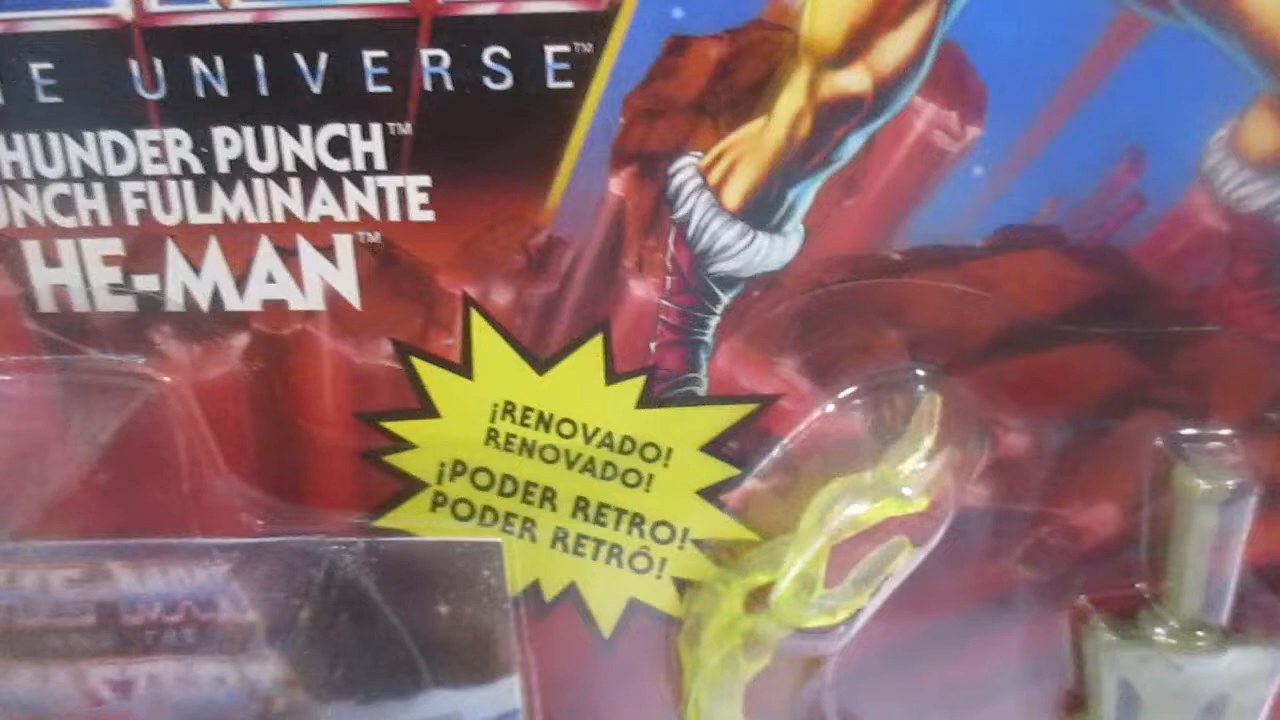 E UNIVERSE™
HUNDER PUNCH™
UNCH FULMINANTE
HE-MAN™
¡RENOVADO!
RENOVADO!
¡PODER RETRO!
PODER RETRÔ!